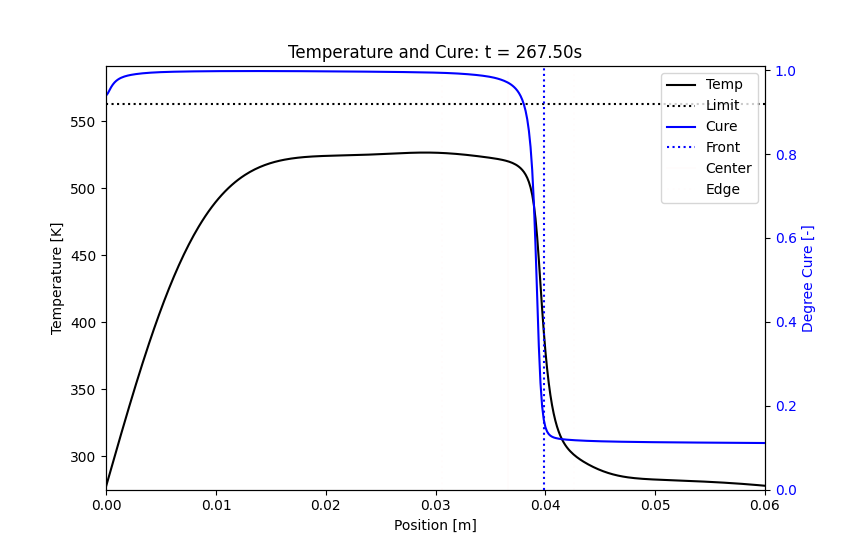 Temperature and Cure: t = 267.50s
Temperature [K]
550
500
450
400
350
300
Temp
Limit
Cure
Front
Center
Edge
1.0
0.8
0.6
0.4
0.2
0.0
Degree Cure [-]
0.00
0.01
0.02
0.03
0.04
0.05
0.06
Position [m]